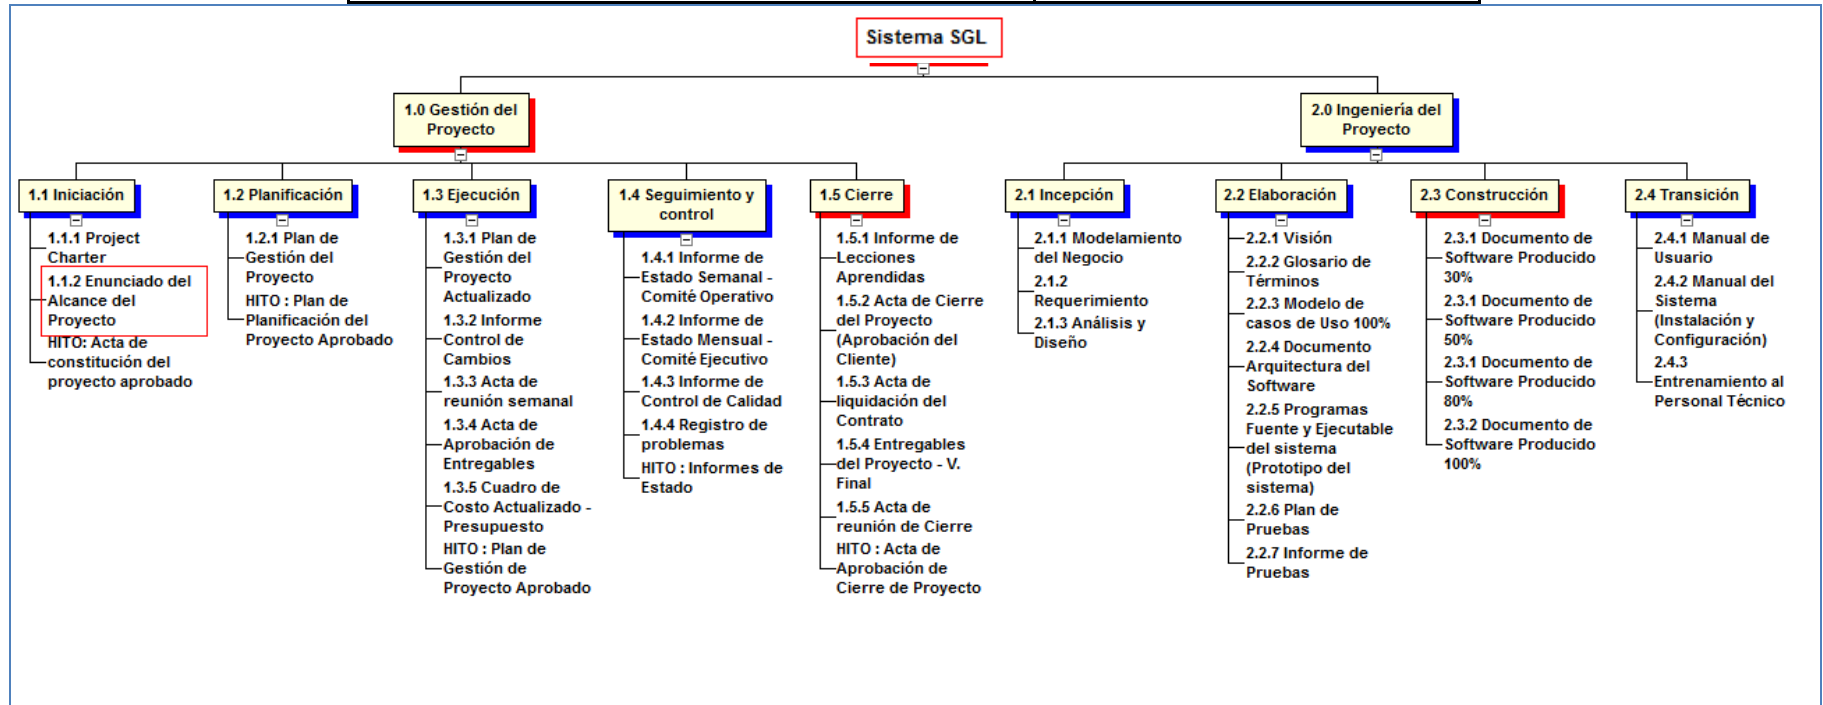 Sistema SGL
1.0 Gestión del
Proyecto
2.0 Ingeniería del
Proyecto
1.1 Iniciación
1.1.1 Project
Charter
1.1.2 Enunciado del
Alcance del
Proyecto
HITO: Acta de
constitución del
proyecto aprobado
1.2 Planificación
1.2.1 Plan de
Gestión del
Proyecto
HITO : Plan de
Planificación del
Proyecto Aprobado
1.3 Ejecución
1.3.1 Plan de
Gestión del
Proyecto
Actualizado
1.3.2 Informe
Control de
Cambios
1.3.3 Acta de
reunión semanal
1.3.4 Acta de
Aprobación de
Entregables
1.3.5 Cuadro de
Costo Actualizado -
Presupuesto
HITO : Plan de
Gestión de
Proyecto Aprobado
1.4 Seguimiento y
control
1.4.1 Informe de
Estado Semanal -
Comité Operativo
1.4.2 Informe de
Estado Mensual -
Comité Ejecutivo
1.4.3 Informe de
Control de Calidad
1.4.4 Registro de
problemas
HITO : Informes de
Estado
1.5 Cierre
1.5.1 Informe de
Lecciones
Aprendidas
1.5.2 Acta de Cierre
del Proyecto
(Aprobación del
Cliente)
1.5.3 Acta de
liquidación del
Contrato
1.5.4 Entregables
del Proyecto - V.
Final
1.5.5 Acta de
reunión de Cierre
HITO : Acta de
Aprobación de
Cierre de Proyecto
2.1 Incepción
2.1.1 Modelamiento
del Negocio
2.1.2
Requerimiento
2.1.3 Análisis y
Diseño
2.2 Elaboración
2.2.1 Visión
2.2.2 Glosario de
Términos
2.2.3 Modelo de
casos de Uso 100%
2.2.4 Documento
Arquitectura del
Software
2.2.5 Programas
Fuente y Ejecutable
del sistema
(Prototipo del
sistema)
2.2.6 Plan de
Pruebas
2.2.7 Informe de
Pruebas
2.3 Construcción
2.3.1 Documento de
Software Producido
30%
2.3.1 Documento de
Software Producido
50%
2.3.1 Documento de
Software Producido
80%
2.3.2 Documento de
Software Producido
100%
2.4 Transición
2.4.1 Manual de
Usuario
2.4.2 Manual del
Sistema
(Instalación y
Configuración)
2.4.3
Entrenamiento al
Personal Técnico